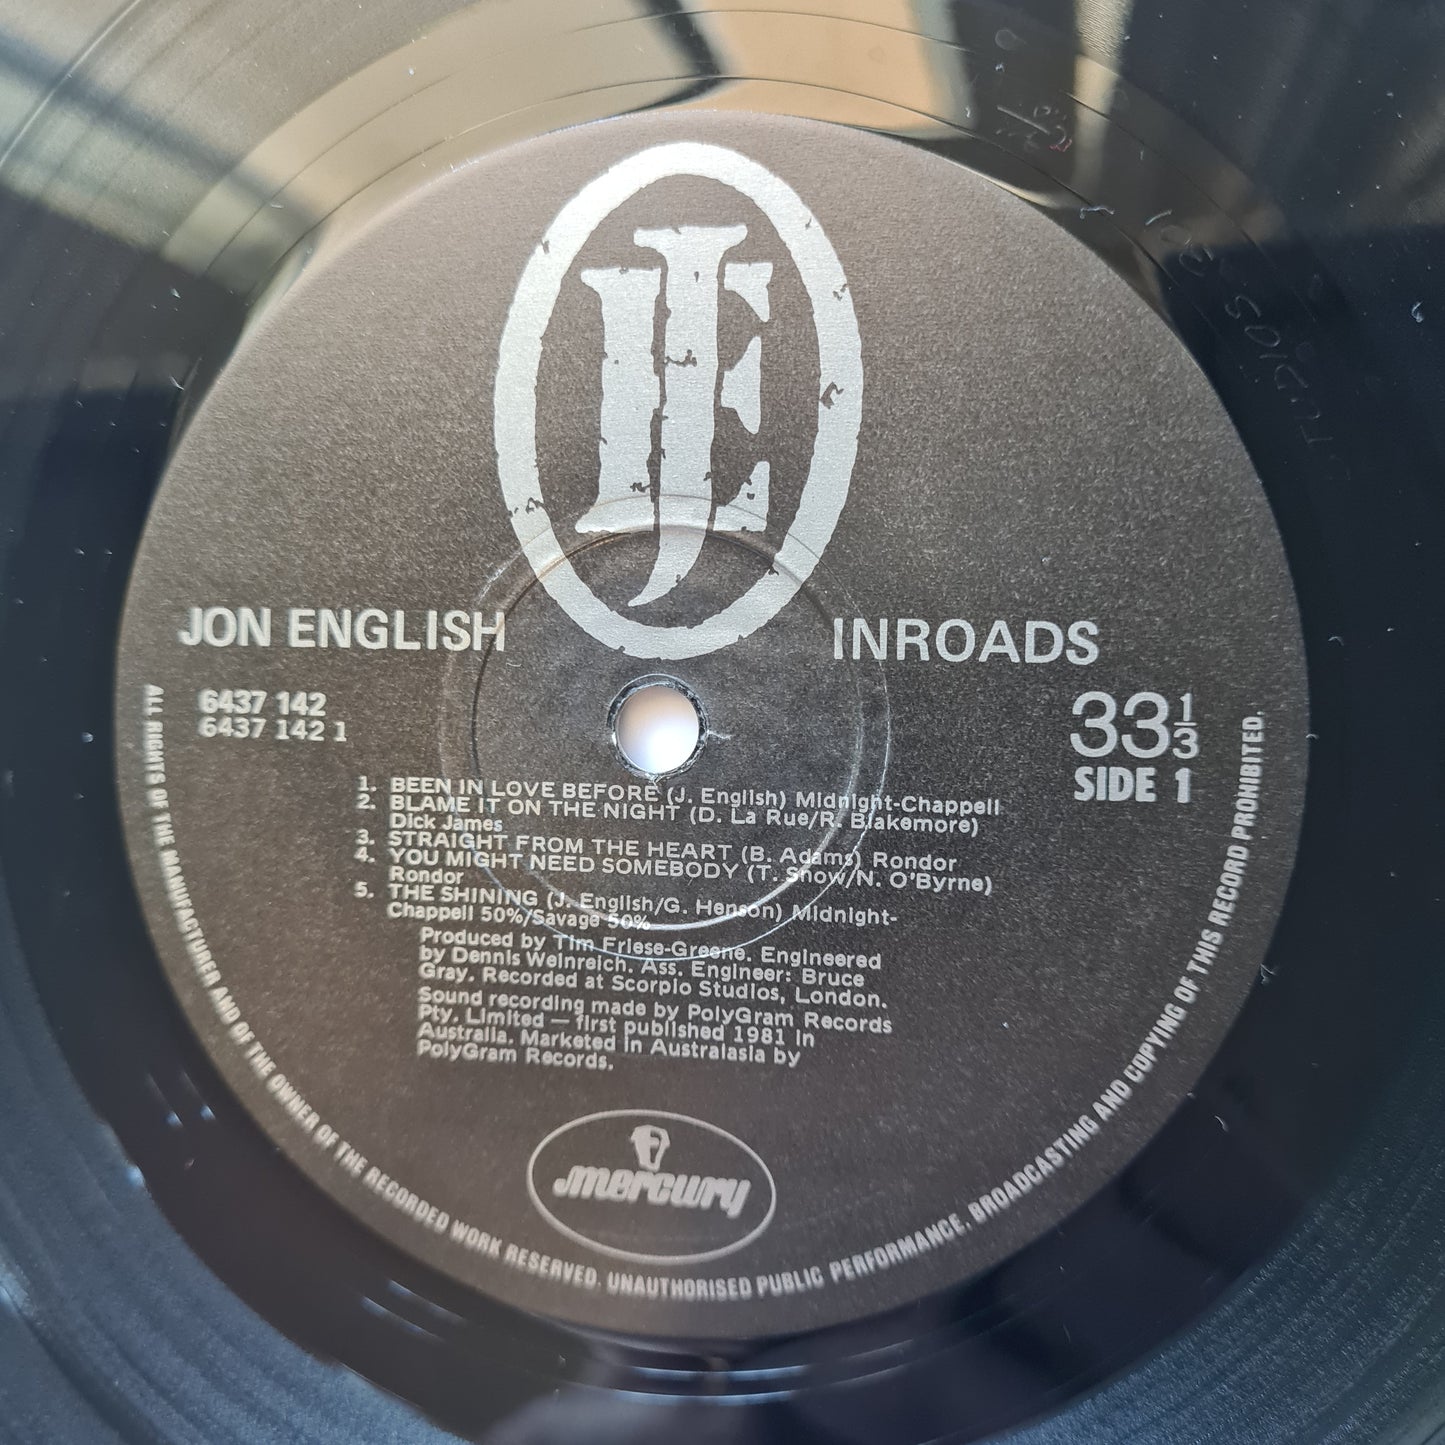 JE
JON ENGLISH
INROADS
6437 142
6437 142 1
33 1/3
SIDE 1
1. BEEN IN LOVE BEFORE (J. English) Midnight-Chappell
2. BLAME IT ON THE NIGHT (D. La Rue/R. Blakemore)
Dick James
3. STRAIGHT FROM THE HEART (B. Adams) Rondor
4. YOU MIGHT NEED SOMEBODY (T. Snow/N. O'Byrne)
Rondor
5. THE SHINING (J. English/G. Henson) Midnight-
Chappell 50%/Savage 50%
Produced by Tim Friese-Greene. Engineered
by Dennis Weinreich. Ass. Engineer: Bruce
Gray. Recorded at Scorpio Studios, London.
Sound recording made by PolyGram Records
Pty. Limited — first published 1981 in
Australia. Marketed in Australasia by
PolyGram Records.
mercury
ALL RIGHTS OF THE MANUFACTURER AND OF THE OWNER OF THE RECORDED WORK RESERVED. UNAUTHORISED PUBLIC PERFORMANCE, BROADCASTING AND COPYING OF THIS RECORD PROHIBITED.